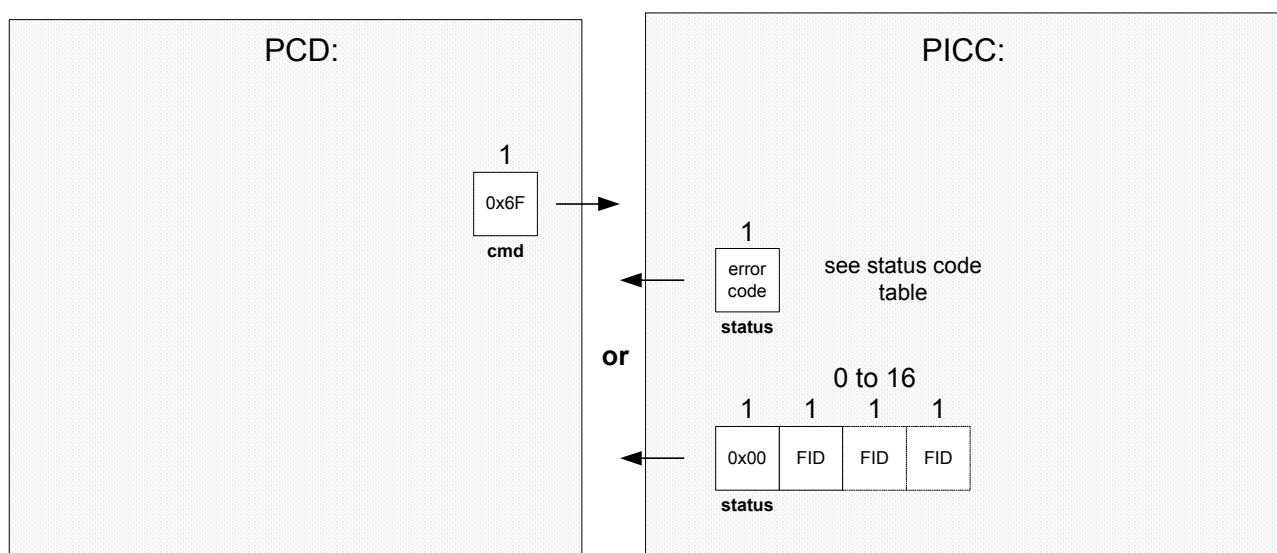 PCD:
PICC:
1
0x6F
cmd
1
error
code
status
see status code
table
or
0 to 16
1 1 1 1
0x00 FID FID FID
status